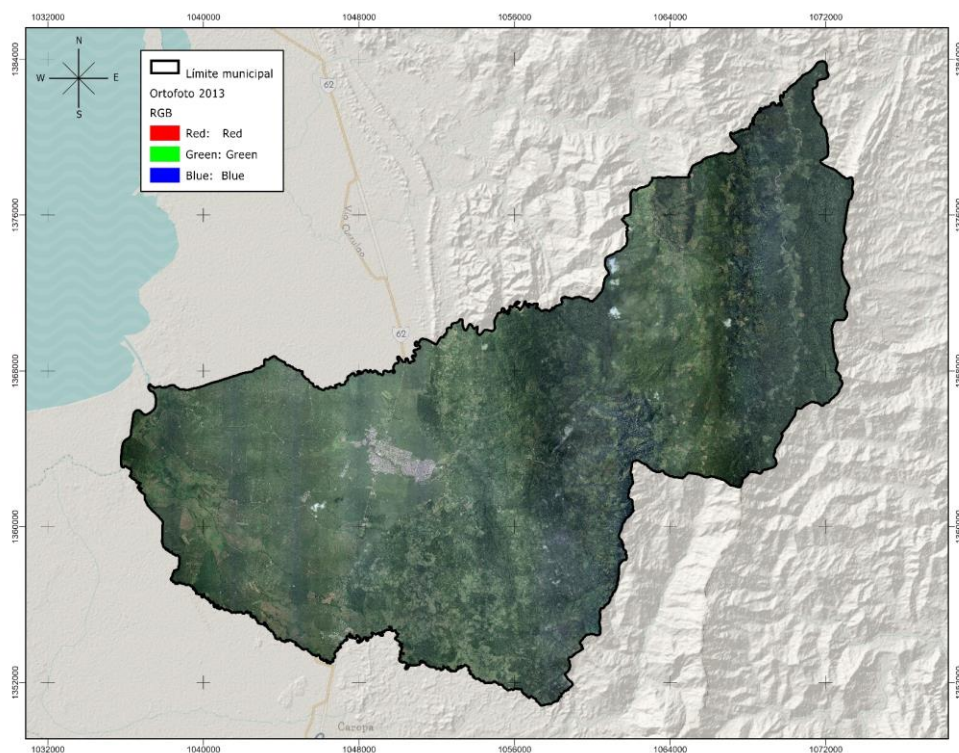 1032000 1040000 1048000 1056000 1064000 1072000
1384000 1384000
N
W E
S
Límite municipal
Ortofoto 2013
RGB
Red: Red
Green: Green
Blue: Blue
62
1376000 1376000
62
1368000 1368000
1360000 1360000
1352000 1352000
1032000 1040000 1048000 1056000 1064000 1072000